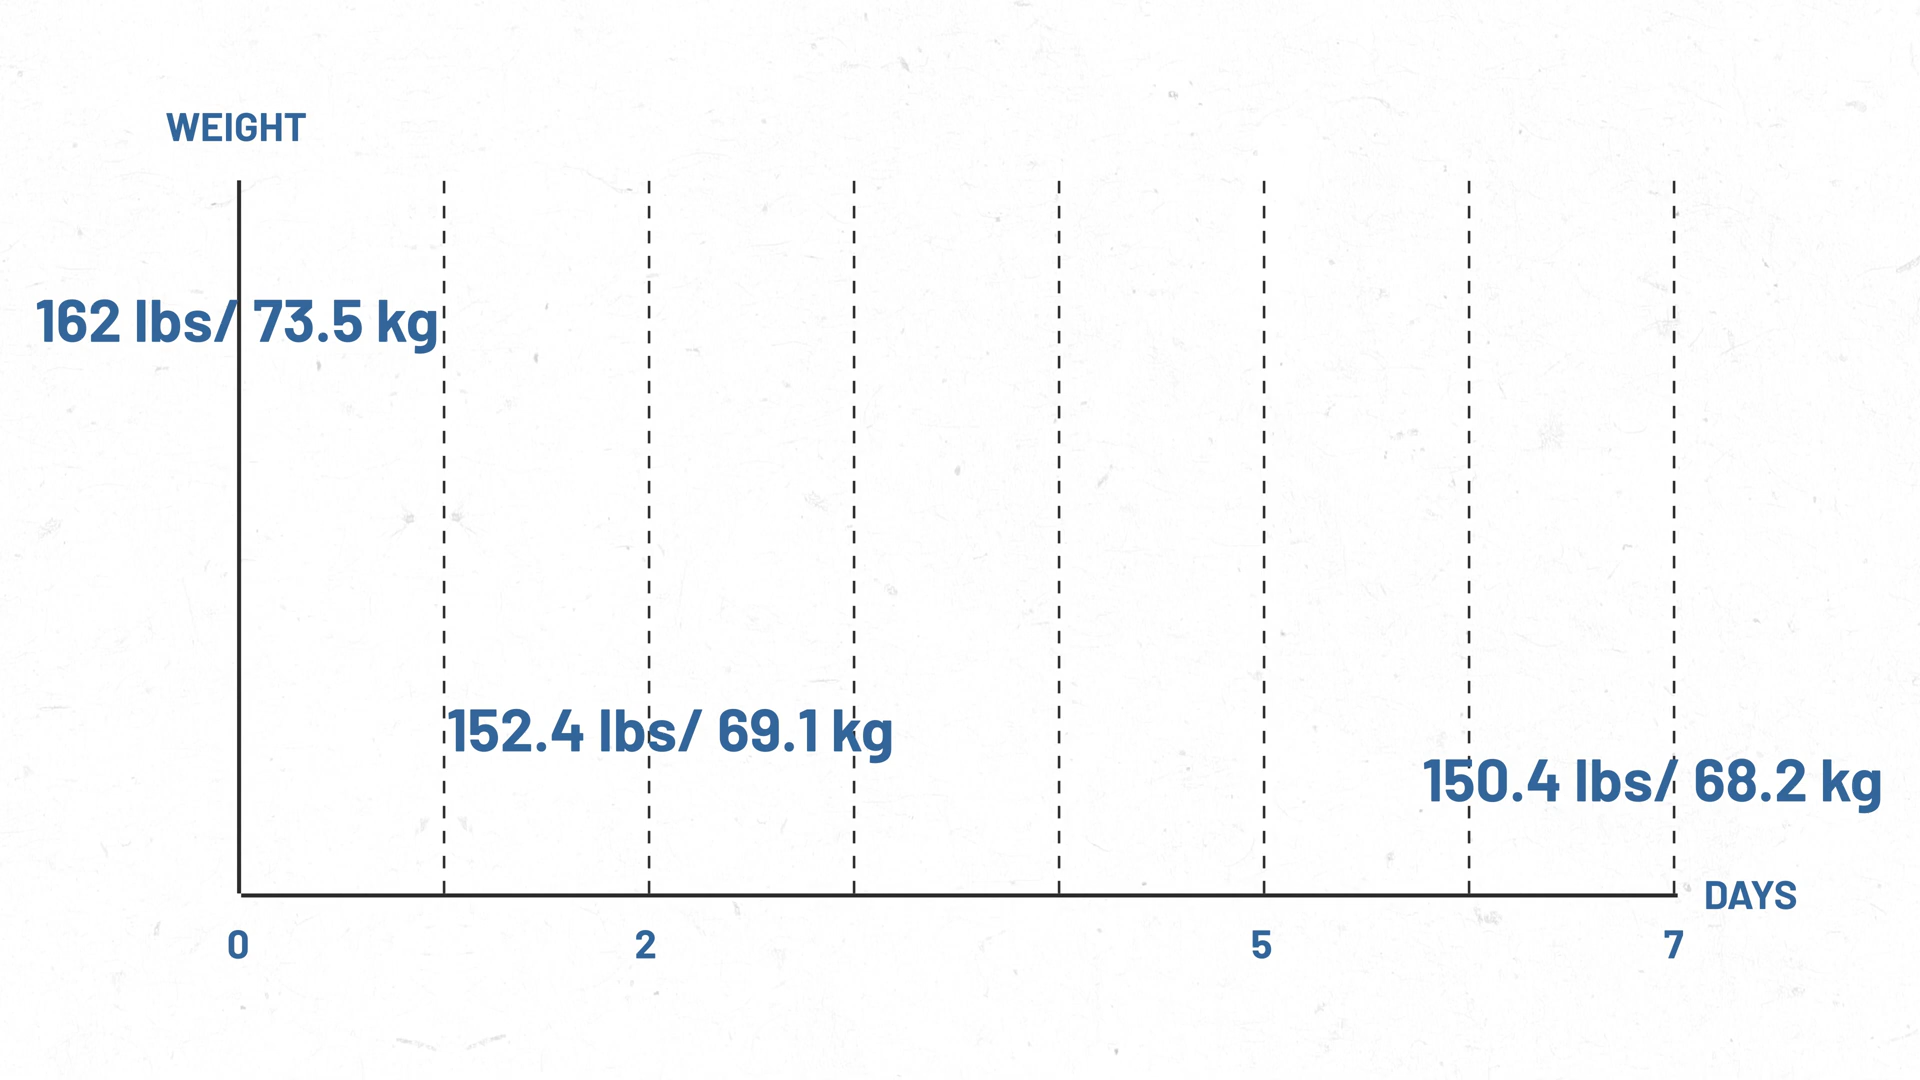 WEIGHT
162 lbs/ 73.5 kg
152.4 lbs/ 69.1 kg
150.4 lbs/ 68.2 kg
DAYS
0 2 5 7